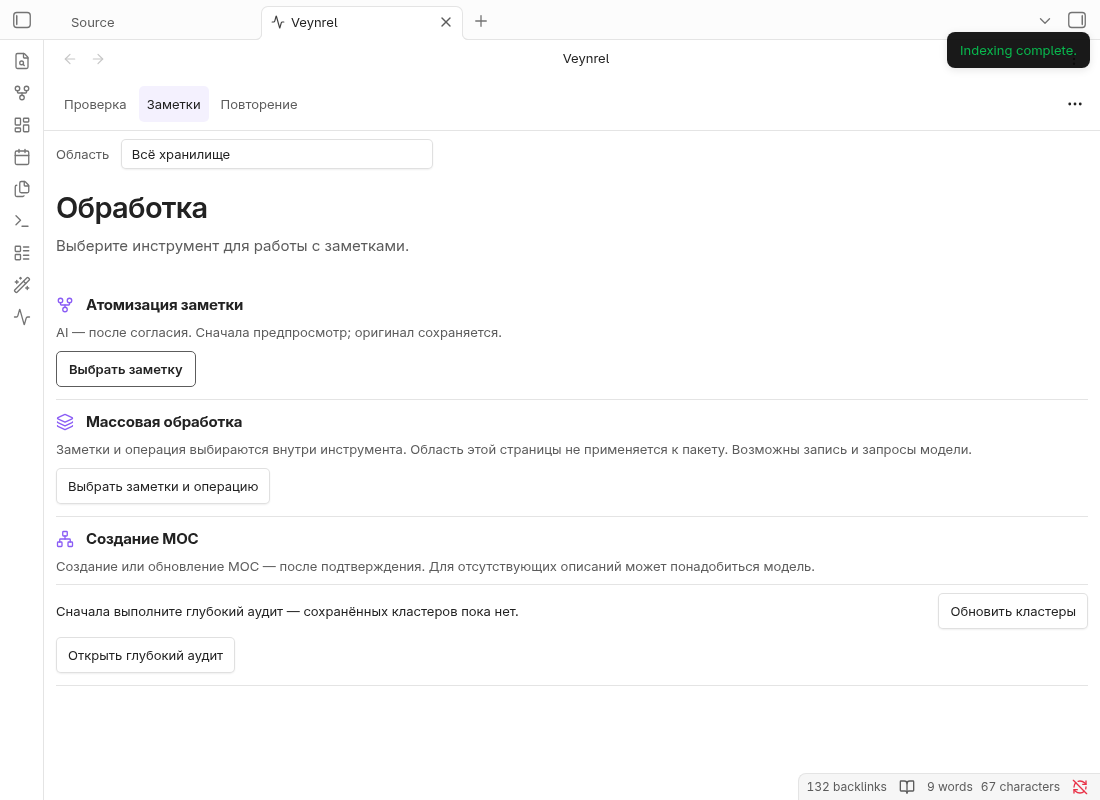 Source
Veynrel
Veynrel
Indexing complete.
Проверка
Заметки
Повторение
Область
Всё хранилище
Обработка
Выберите инструмент для работы с заметками.
Атомизация заметки
AI — после согласия. Сначала предпросмотр; оригинал сохраняется.
Выбрать заметку
Массовая обработка
Заметки и операция выбираются внутри инструмента. Область этой страницы не применяется к пакету. Возможны запись и запросы модели.
Выбрать заметки и операцию
Создание MOC
Создание или обновление MOC — после подтверждения. Для отсутствующих описаний может понадобиться модель.
Сначала выполните глубокий аудит — сохранённых кластеров пока нет.
Обновить кластеры
Открыть глубокий аудит
132 backlinks
9 words
67 characters